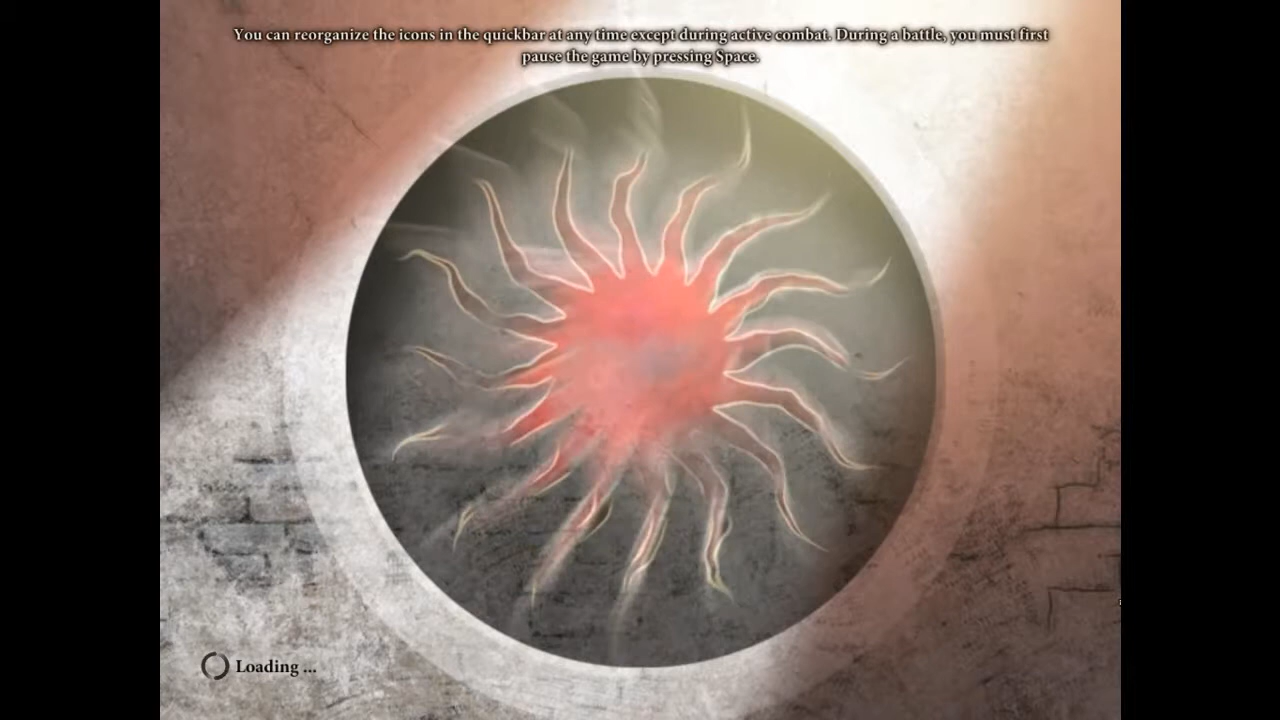 You can reorganize the icons in the quickbar at any time except during active combat. During a battle, you must first
pause the game by pressing Space.
Loading ...